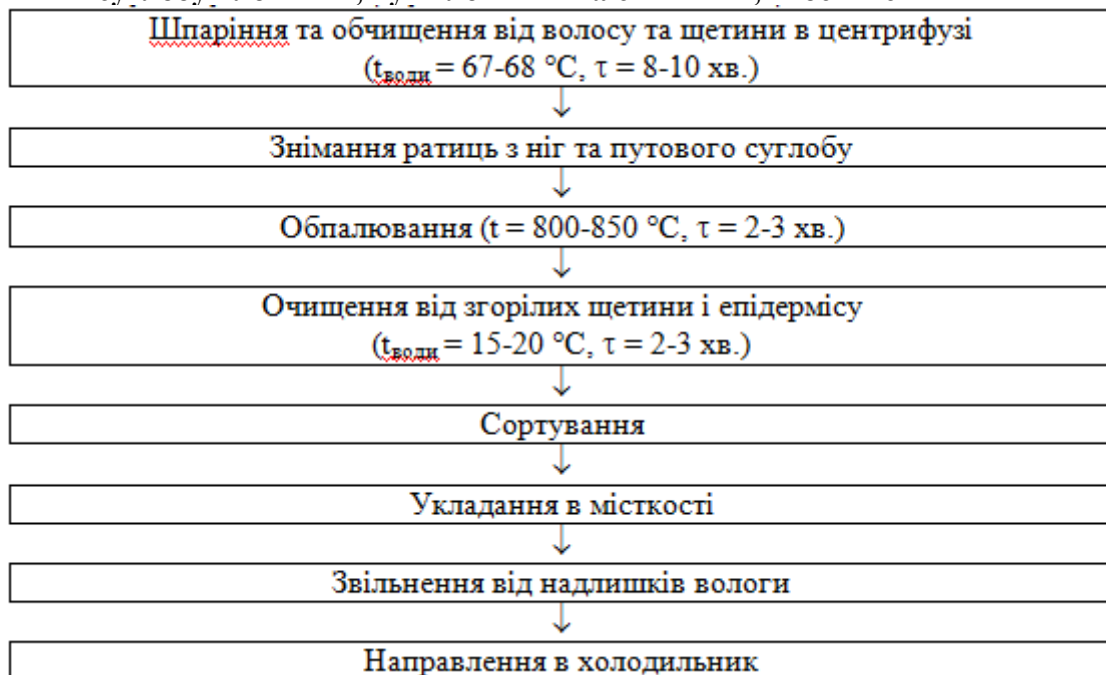 Шпаріння та обчищення від волосу та щетини в центрифузі
(tводи = 67-68 °С, τ = 8-10 хв.)
↓
Знімання ратиць з ніг та путового суглобу
↓
Обпалювання (t = 800-850 °С, τ = 2-3 хв.)
↓
Очищення від згорілих щетини і епідермісу
(tводи = 15-20 °С, τ = 2-3 хв.)
↓
Сортування
↓
Укладання в місткості
↓
Звільнення від надлишків вологи
↓
Направлення в холодильник